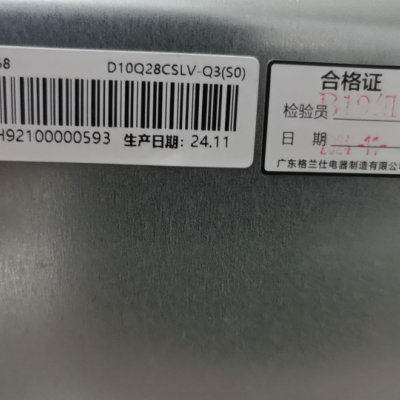 68
D10Q28CSLV-Q3(S0)
H92100000593
生产日期: 24.11
合格证
检验员
日 期
广东格兰仕电器制造有限公